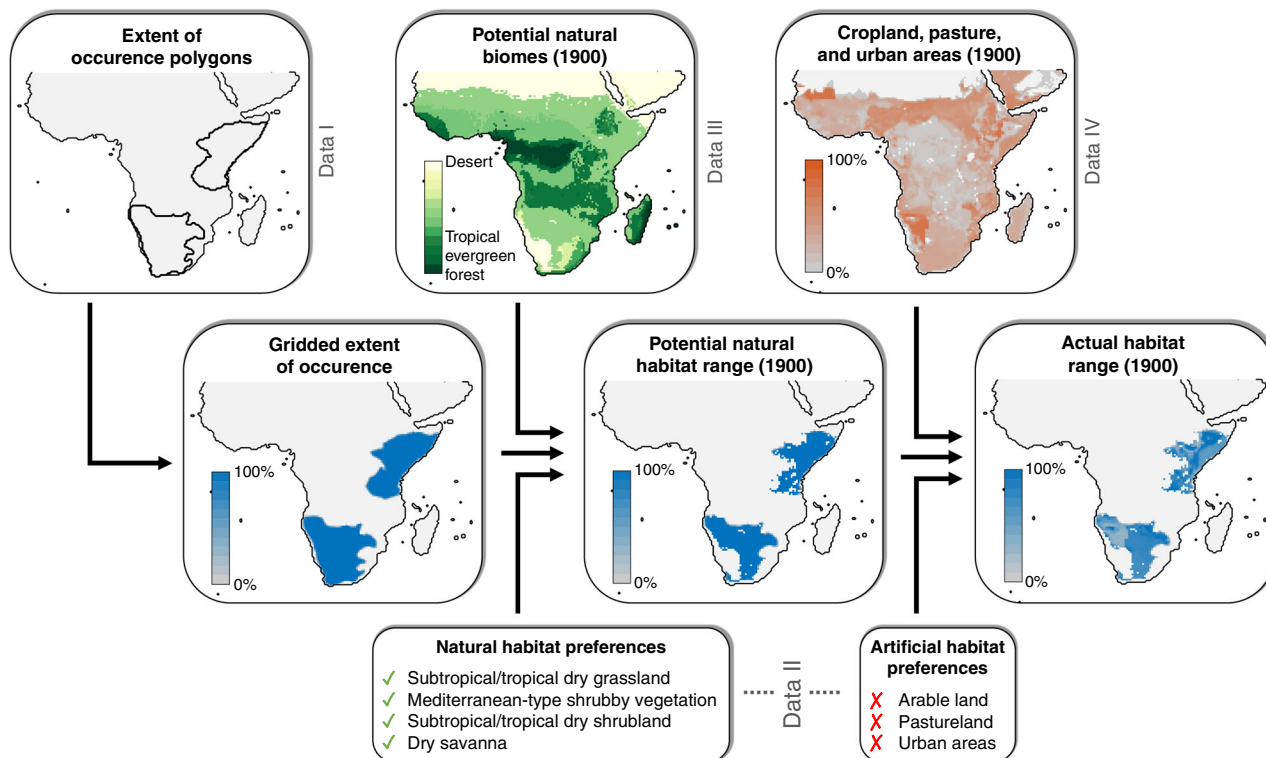 Extent of
occurence polygons
Data I
Potential natural
biomes (1900)
Desert
Tropical
evergreen
forest
Data III
Cropland, pasture,
and urban areas (1900)
100%
0%
Data IV
Gridded extent
of occurence
100%
0%
Potential natural
habitat range (1900)
100%
0%
Actual habitat
range (1900)
100%
0%
Natural habitat preferences
✓ Subtropical/tropical dry grassland
✓ Mediterranean-type shrubby vegetation
✓ Subtropical/tropical dry shrubland
✓ Dry savanna
Data II
Artificial habitat
preferences
✗ Arable land
✗ Pastureland
✗ Urban areas